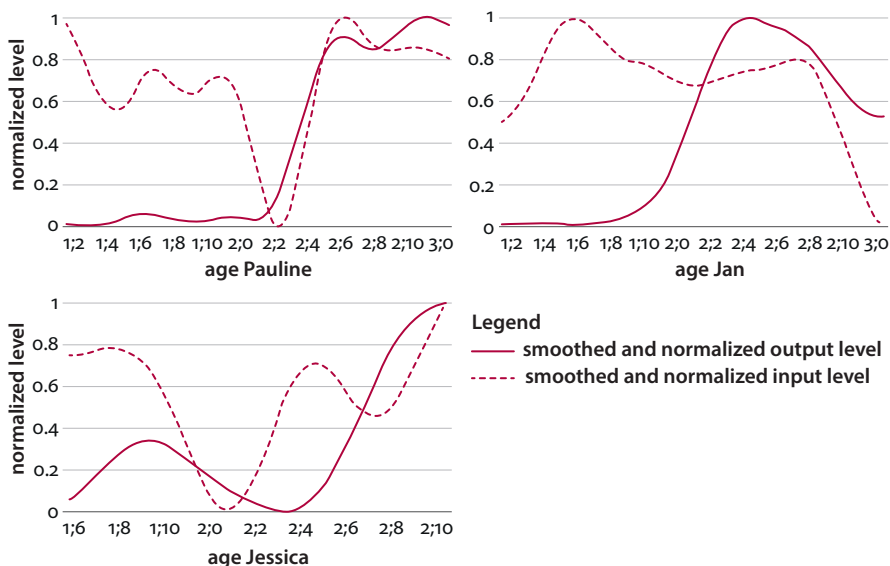 normalized level
1
0.8
0.6
0.4
0.2
0
1;2 1;4 1;6 1;8 1;10 2;0 2;2 2;4 2;6 2;8 2;10 3;0
age Pauline
1
0.8
0.6
0.4
0.2
0
1;2 1;4 1;6 1;8 1;10 2;0 2;2 2;4 2;6 2;8 2;10 3;0
age Jan
normalized level
1
0.8
0.6
0.4
0.2
0
1;6 1;8 1;10 2;0 2;2 2;4 2;6 2;8 2;10
age Jessica
Legend
smoothed and normalized output level
smoothed and normalized input level